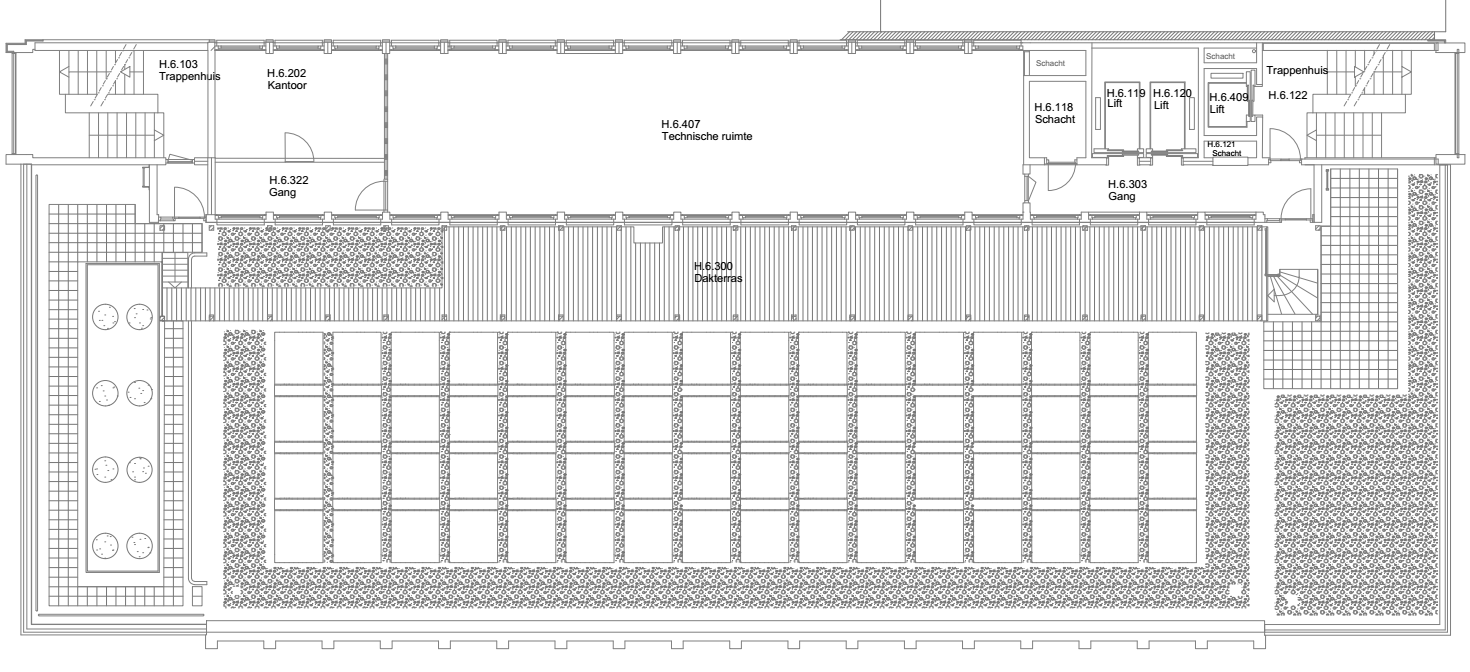 H.6.103
Trappenhuis
H.6.202
Kantoor
H.6.322
Gang
H.6.407
Technische ruimte
Schacht
H.6.118
Schacht
H.6.119
Lift
H.6.120
Lift
Schacht
H.6.409
Lift
H.6.121
Schacht
Trappenhuis
H.6.122
H.6.303
Gang
H.6.300
Dakterras